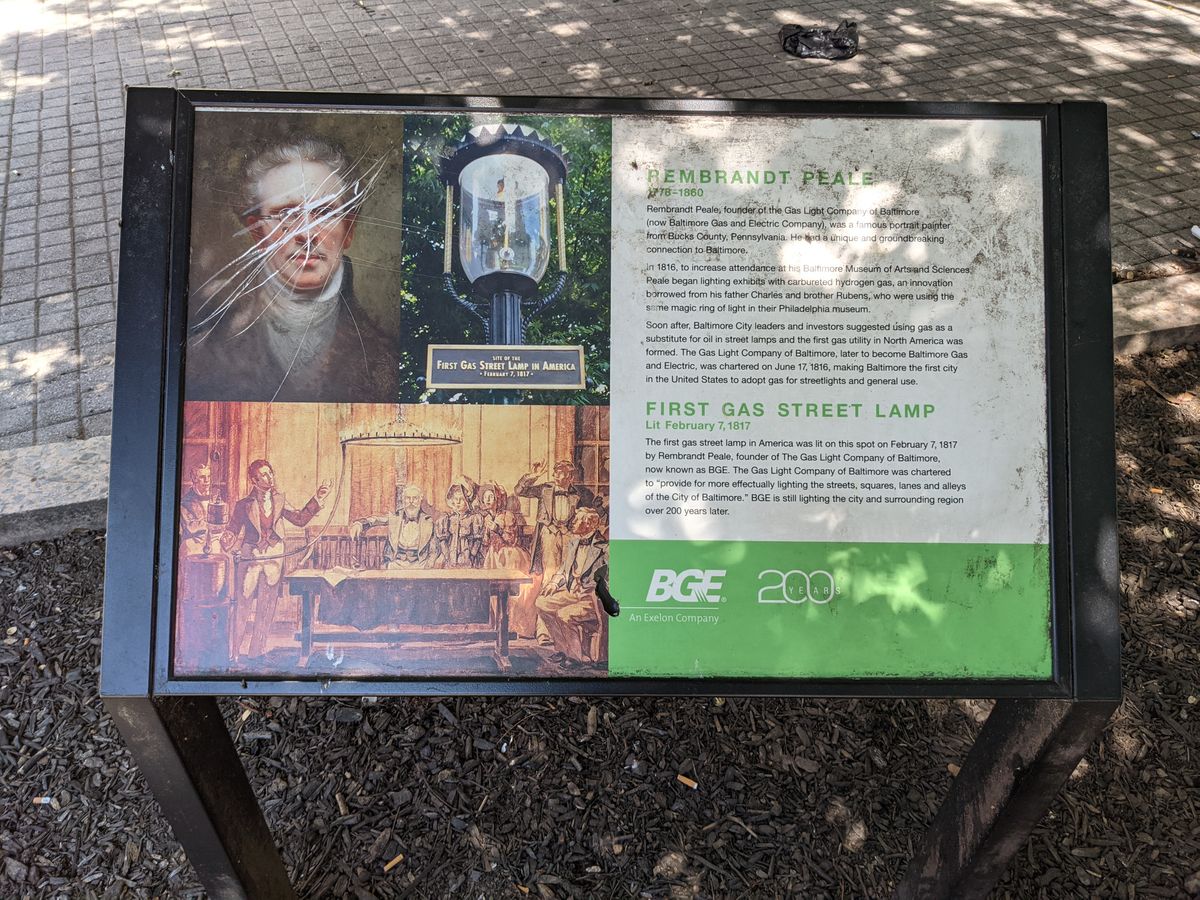 SITE OF THE
FIRST GAS STREET LAMP IN AMERICA
• FEBRUARY 7, 1817 •
REMBRANDT PEALE
1778–1860
Rembrandt Peale, founder of the Gas Light Company of Baltimore
(now Baltimore Gas and Electric Company), was a famous portrait painter
from Bucks County, Pennsylvania. He had a unique and groundbreaking
connection to Baltimore.
In 1816, to increase attendance at his Baltimore Museum of Arts and Sciences,
Peale began lighting exhibits with carbureted hydrogen gas, an innovation
borrowed from his father Charles and brother Rubens, who were using the
same magic ring of light in their Philadelphia museum.
Soon after, Baltimore City leaders and investors suggested using gas as a
substitute for oil in street lamps and the first gas utility in North America was
formed. The Gas Light Company of Baltimore, later to become Baltimore Gas
and Electric, was chartered on June 17, 1816, making Baltimore the first city
in the United States to adopt gas for streetlights and general use.
FIRST GAS STREET LAMP
Lit February 7, 1817
The first gas street lamp in America was lit on this spot on February 7, 1817
by Rembrandt Peale, founder of The Gas Light Company of Baltimore,
now known as BGE. The Gas Light Company of Baltimore was chartered
to “provide for more effectually lighting the streets, squares, lanes and alleys
of the City of Baltimore.” BGE is still lighting the city and surrounding region
over 200 years later.
BGE®
An Exelon Company
200
YEARS